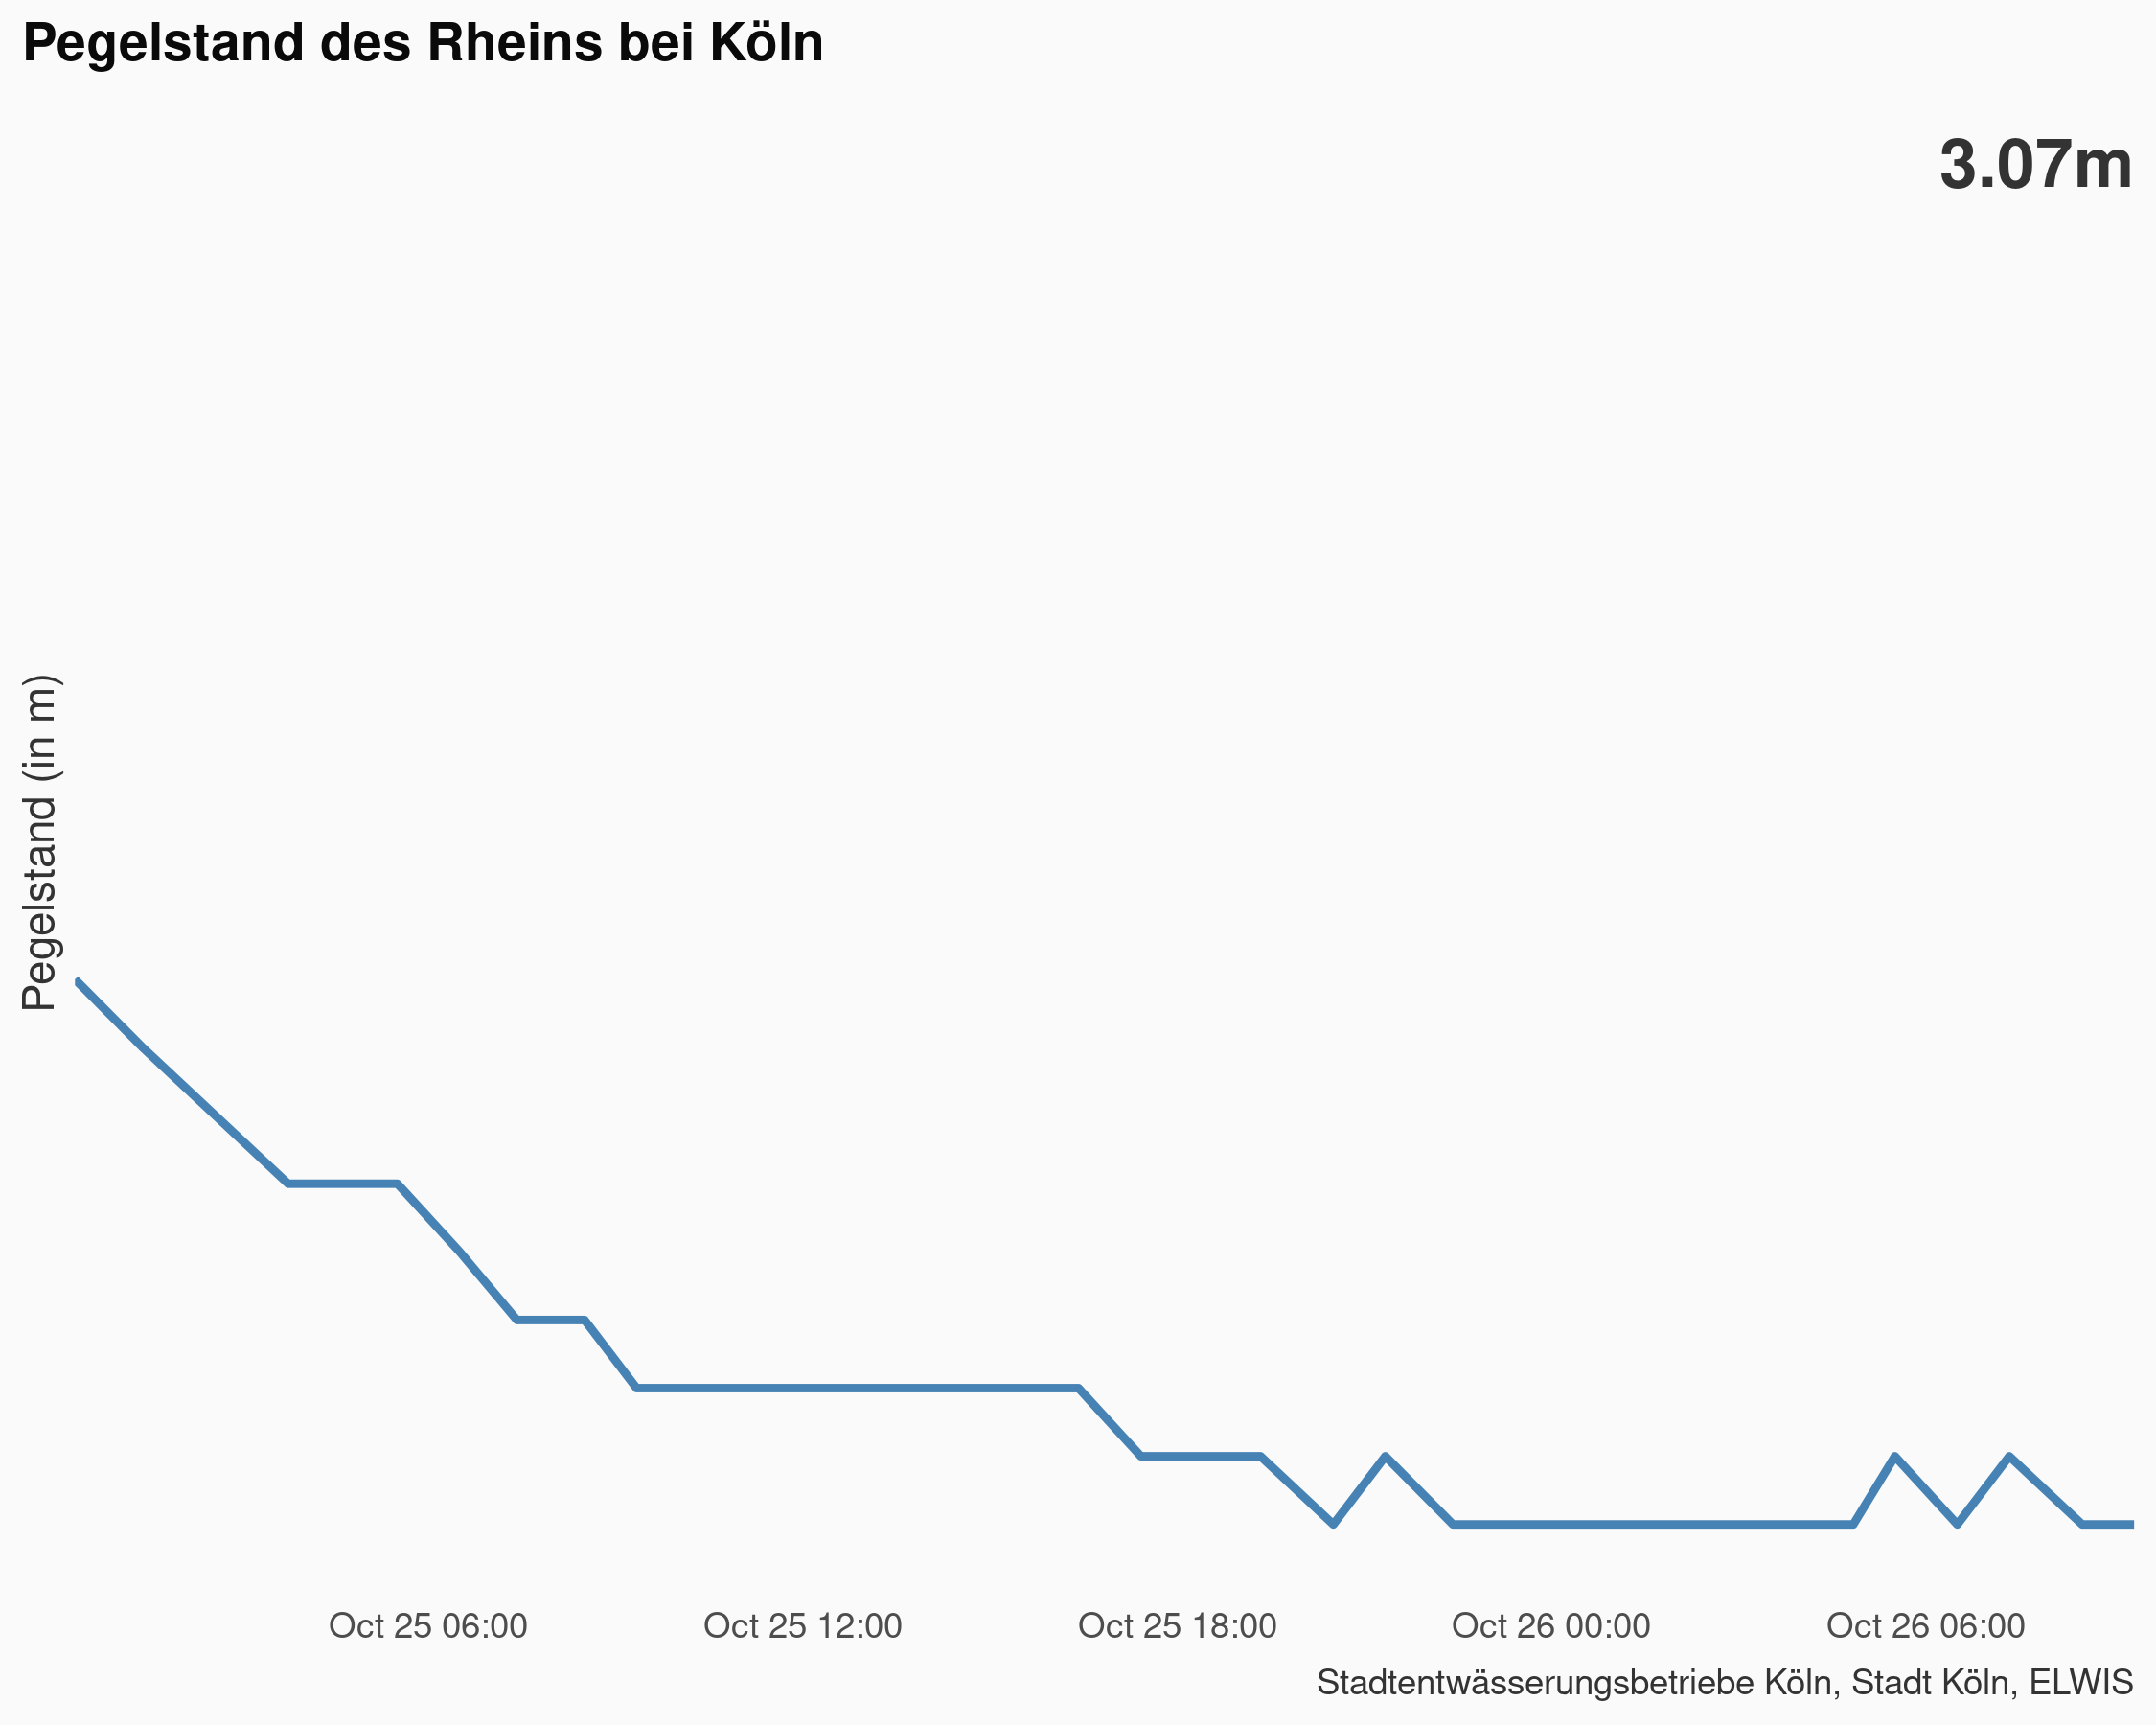 Pegelstand des Rheins bei Köln
3.07m
Pegelstand (in m)
Oct 25 06:00 Oct 25 12:00 Oct 25 18:00 Oct 26 00:00 Oct 26 06:00
Stadtentwässerungsbetriebe Köln, Stadt Köln, ELWIS